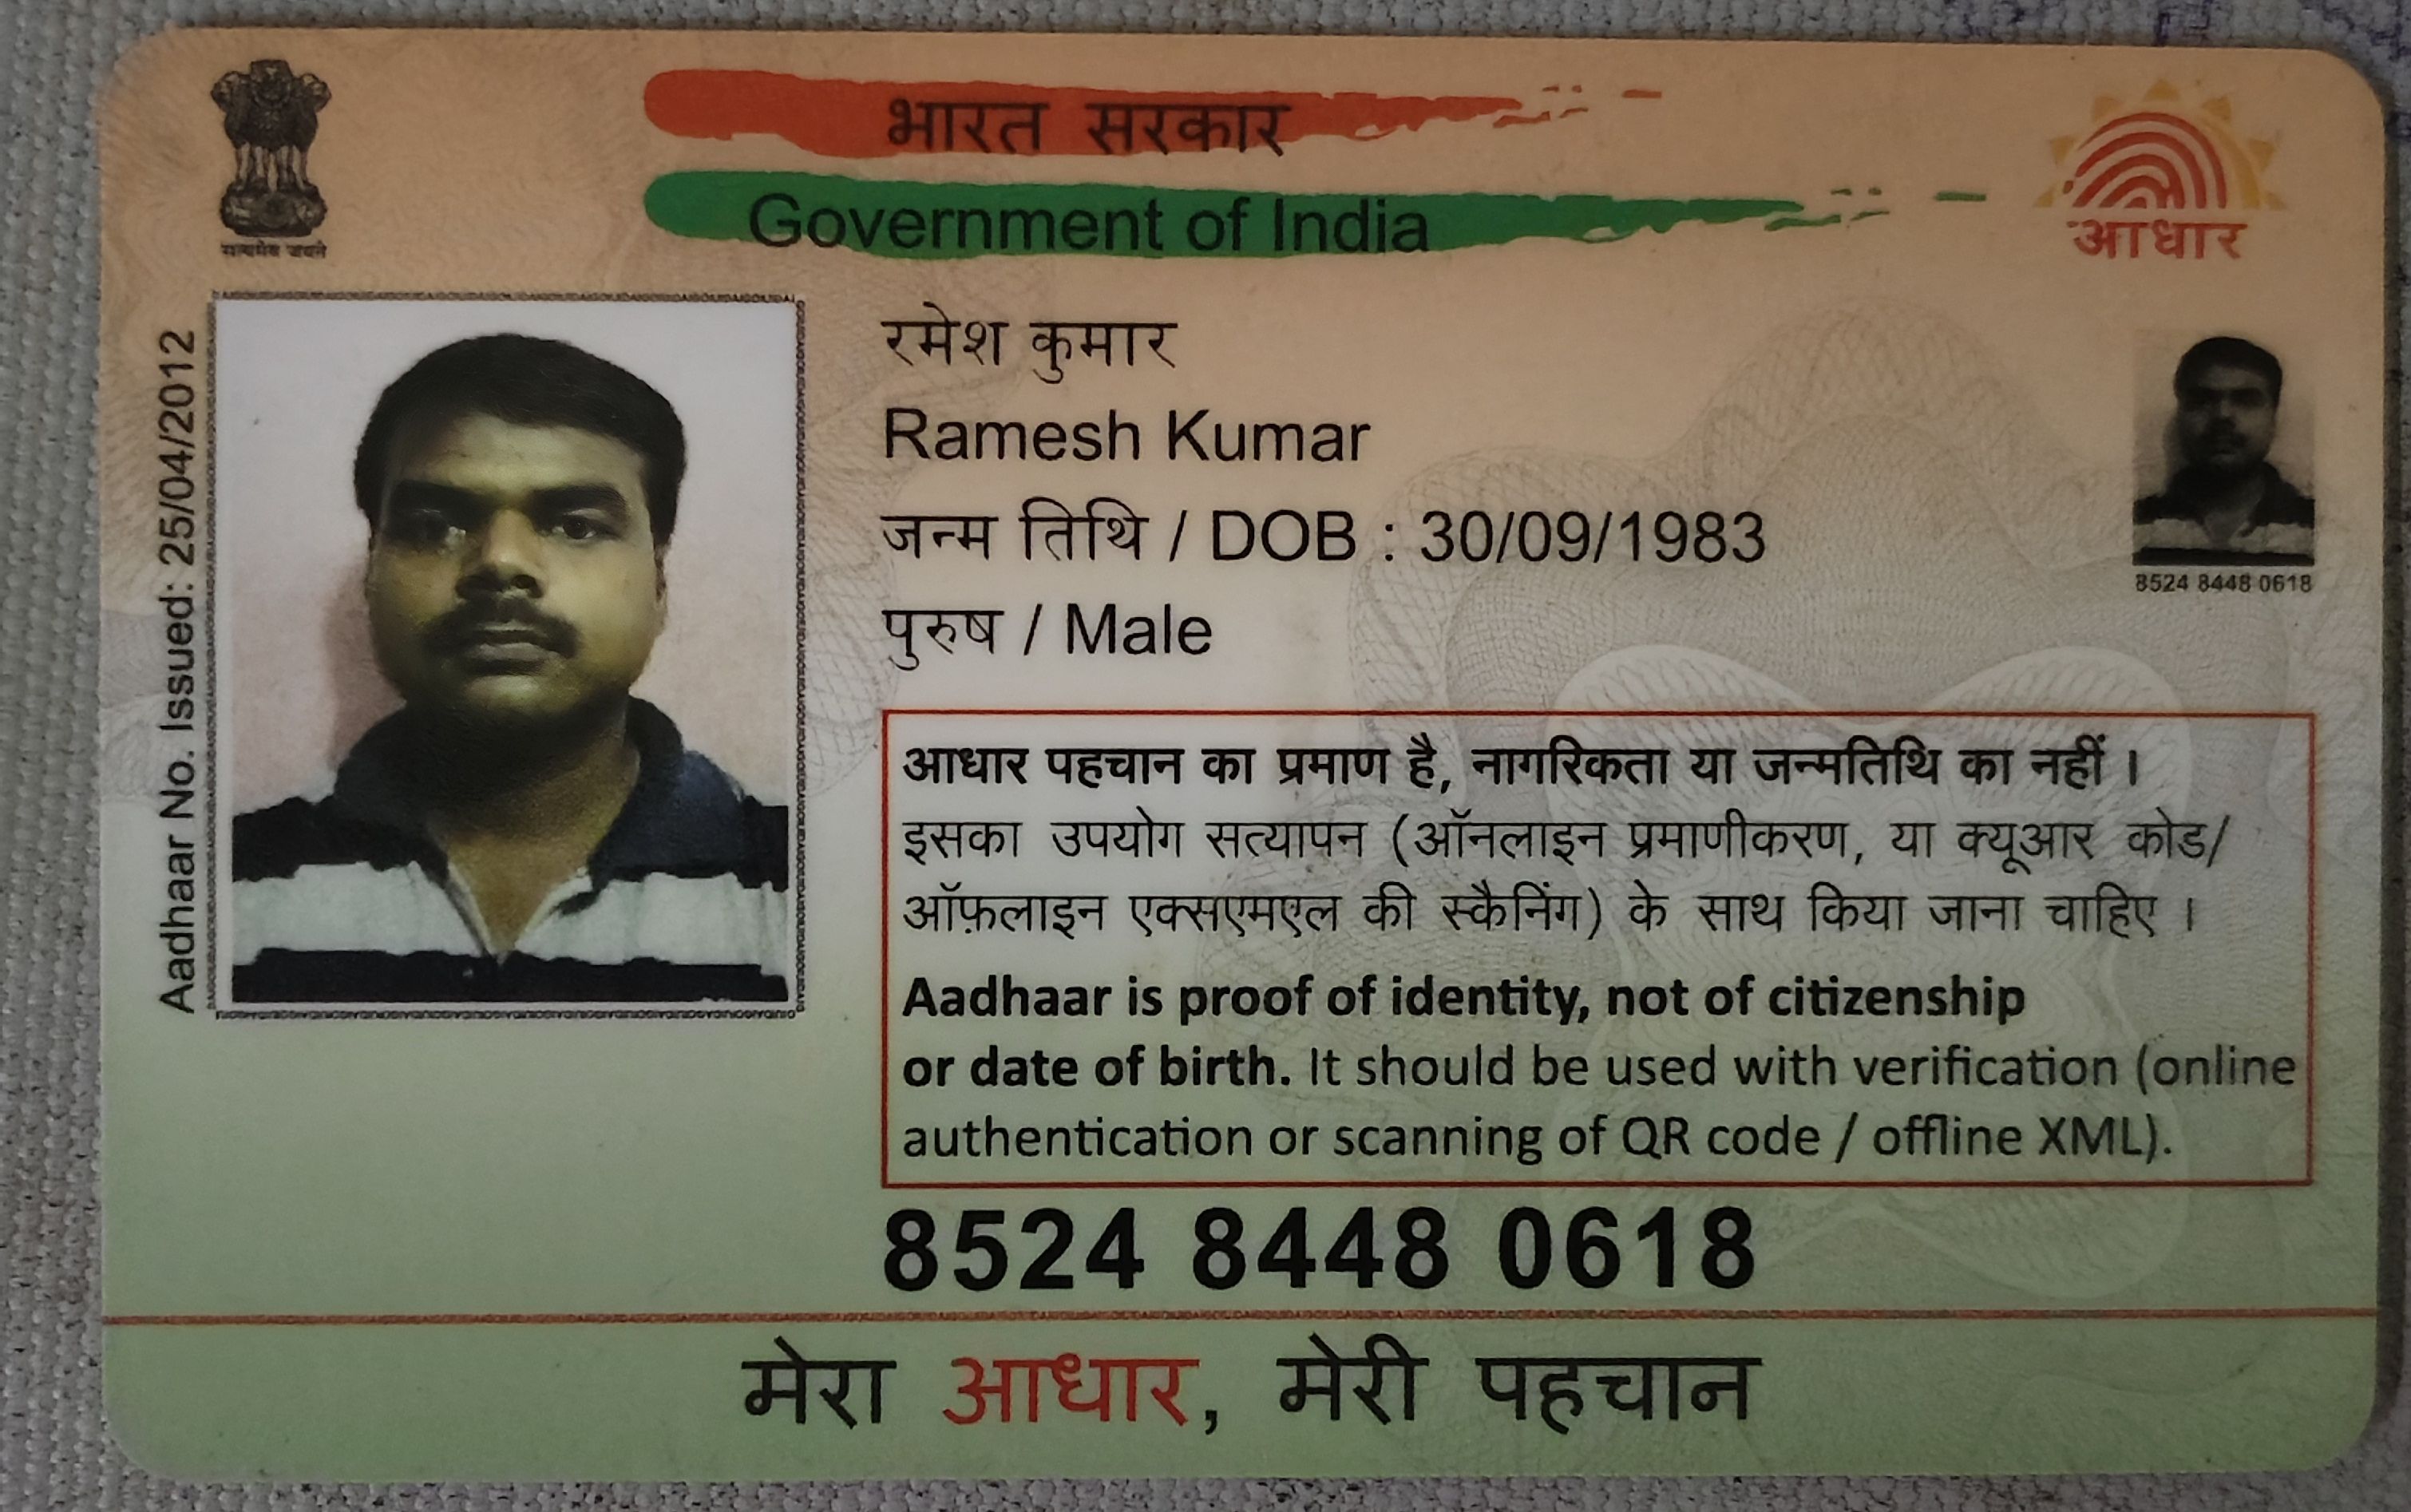 भारत सरकार
Government of India
सत्यमेव जयते
आधार
Aadhaar No. Issued: 25/04/2012
रमेश कुमार
Ramesh Kumar
जन्म तिथि / DOB : 30/09/1983
पुरुष / Male
8524 8448 0618
आधार पहचान का प्रमाण है, नागरिकता या जन्मतिथि का नहीं ।
इसका उपयोग सत्यापन (ऑनलाइन प्रमाणीकरण, या क्यूआर कोड/
ऑफ़लाइन एक्सएमएल की स्कैनिंग) के साथ किया जाना चाहिए ।
Aadhaar is proof of identity, not of citizenship
or date of birth. It should be used with verification (online
authentication or scanning of QR code / offline XML).
8524 8448 0618
मेरा आधार, मेरी पहचान